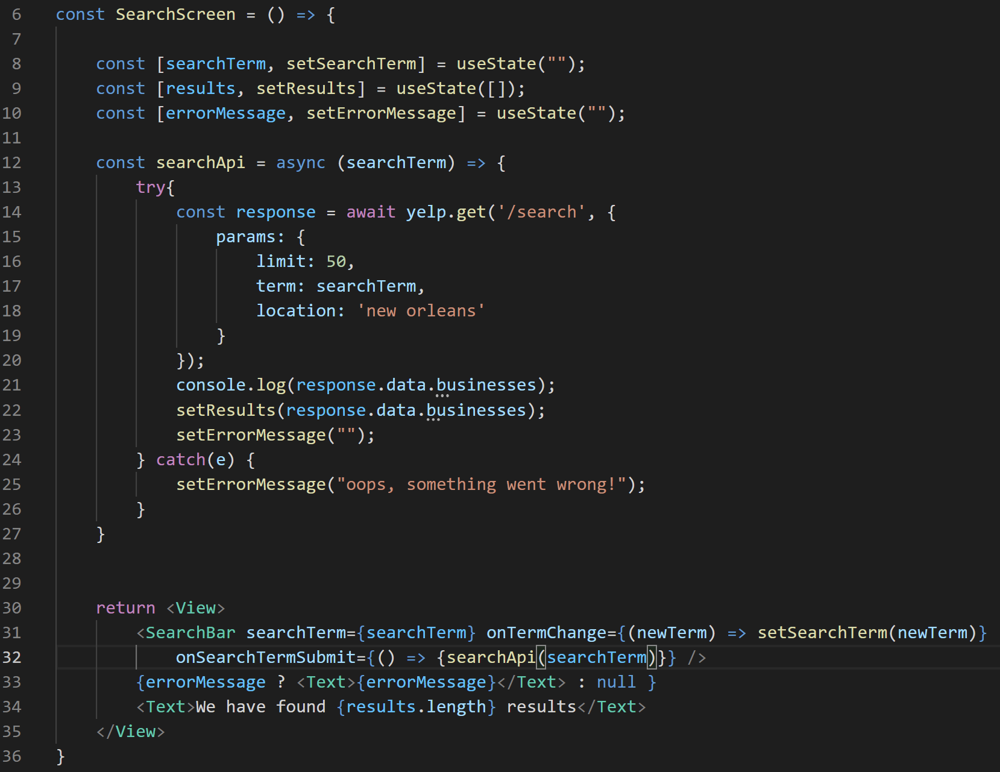 6 const SearchScreen = () => {
7
8 const [searchTerm, setSearchTerm] = useState("");
9 const [results, setResults] = useState([]);
10 const [errorMessage, setErrorMessage] = useState("");
11
12 const searchApi = async (searchTerm) => {
13 try{
14 const response = await yelp.get('/search', {
15 params: {
16 limit: 50,
17 term: searchTerm,
18 location: 'new orleans'
19 }
20 });
21 console.log(response.data.businesses);
22 setResults(response.data.businesses);
23 setErrorMessage("");
24 } catch(e) {
25 setErrorMessage("oops, something went wrong!");
26 }
27 }
28
29
30 return <View>
31 <SearchBar searchTerm={searchTerm} onTermChange={(newTerm) => setSearchTerm(newTerm)}
32 onSearchTermSubmit={() => {searchApi(searchTerm)}} />
33 {errorMessage ? <Text>{errorMessage}</Text> : null }
34 <Text>We have found {results.length} results</Text>
35 </View>
36 }